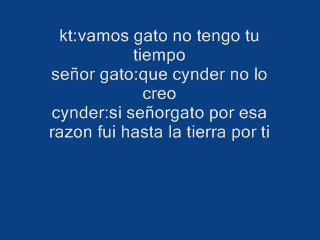 kt:vamos gato no tengo tu
tiempo
señor gato:que cynder no lo
creo
cynder:si señorgato por esa
razon fui hasta la tierra por ti